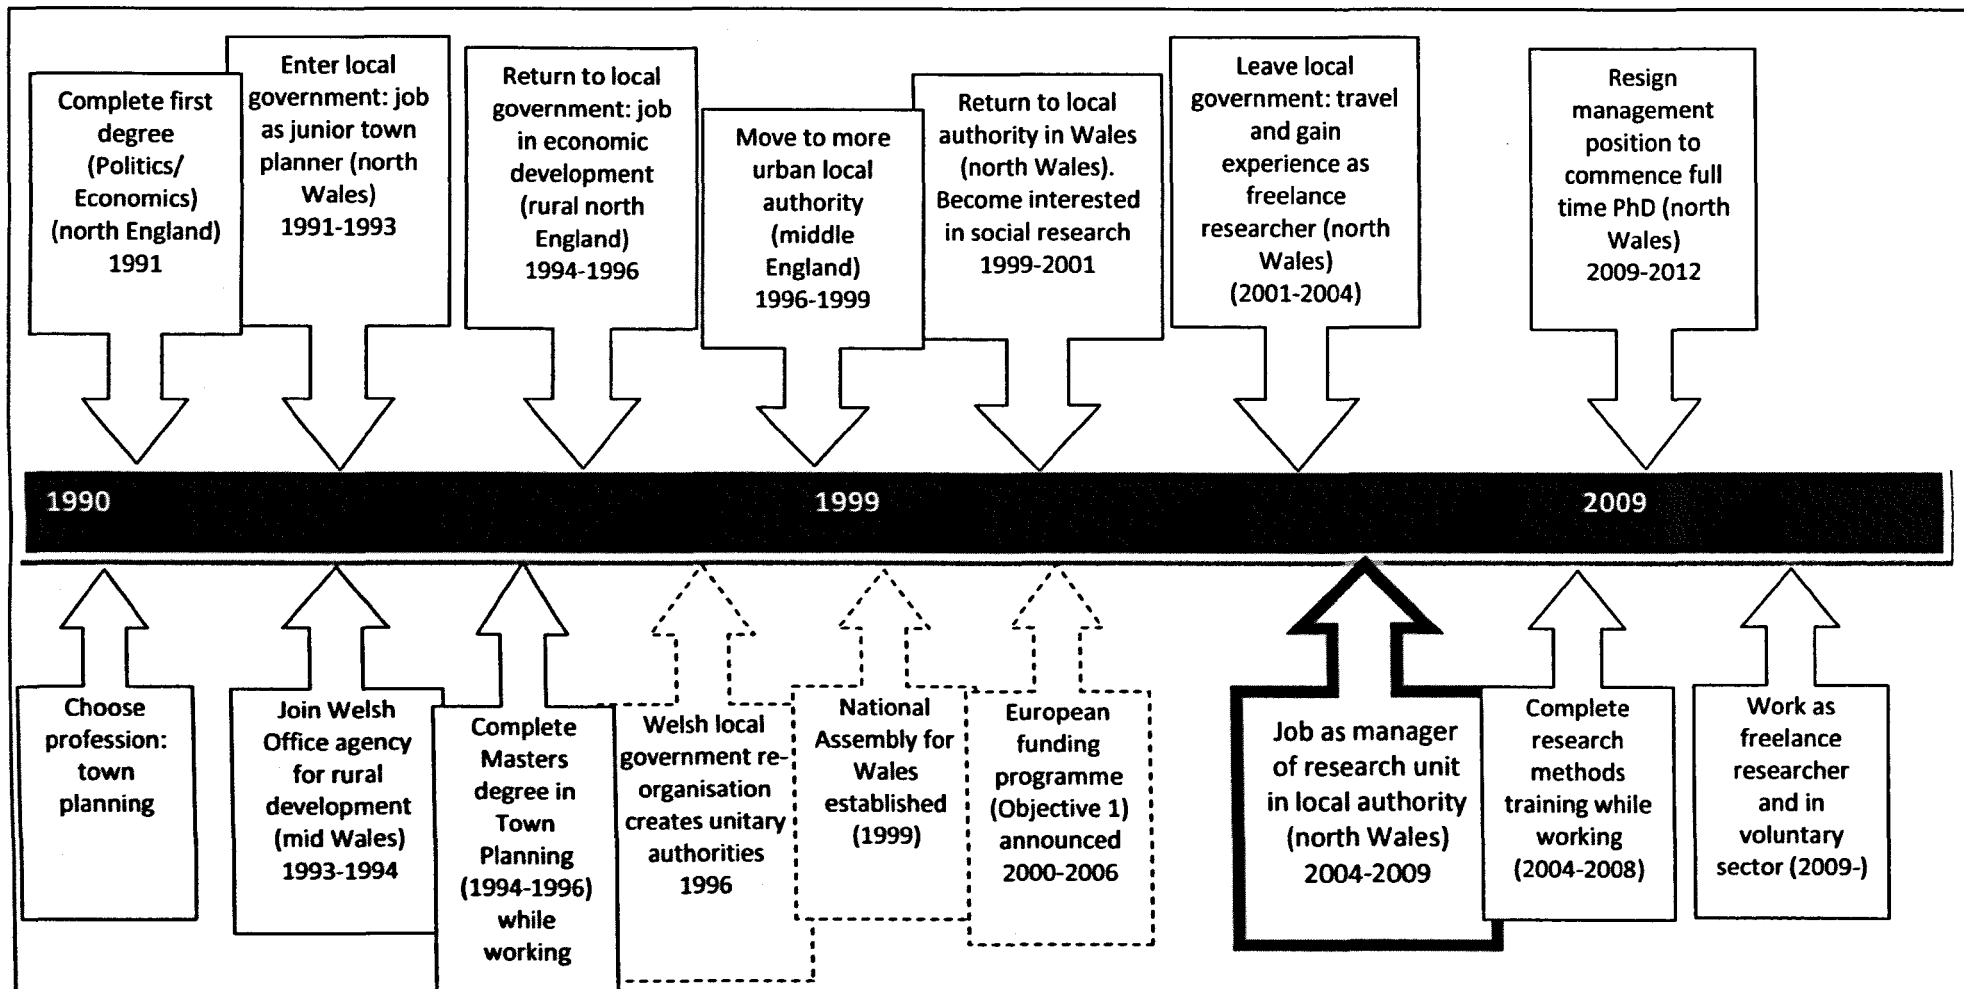 Complete first
degree
(Politics/
Economics)
(north England)
1991
Enter local
government: job
as junior town
planner (north
Wales)
1991-1993
Return to local
government: job
in economic
development
(rural north
England)
1994-1996
Move to more
urban local
authority
(middle
England)
1996-1999
Return to local
authority in Wales
(north Wales).
Become interested
in social research
1999-2001
Leave local
government: travel
and gain
experience as
freelance
researcher (north
Wales)
(2001-2004)
Resign
management
position to
commence full
time PhD (north
Wales)
2009-2012
1990
1999
2009
Choose
profession:
town
planning
Join Welsh
Office agency
for rural
development
(mid Wales)
1993-1994
Complete
Masters
degree in
Town
Planning
(1994-1996)
while
working
Welsh local
government re-
organisation
creates unitary
authorities
1996
National
Assembly for
Wales
established
(1999)
European
funding
programme
(Objective 1)
announced
2000-2006
Job as manager
of research unit
in local authority
(north Wales)
2004-2009
Complete
research
methods
training while
working
(2004-2008)
Work as
freelance
researcher
and in
voluntary
sector (2009-)